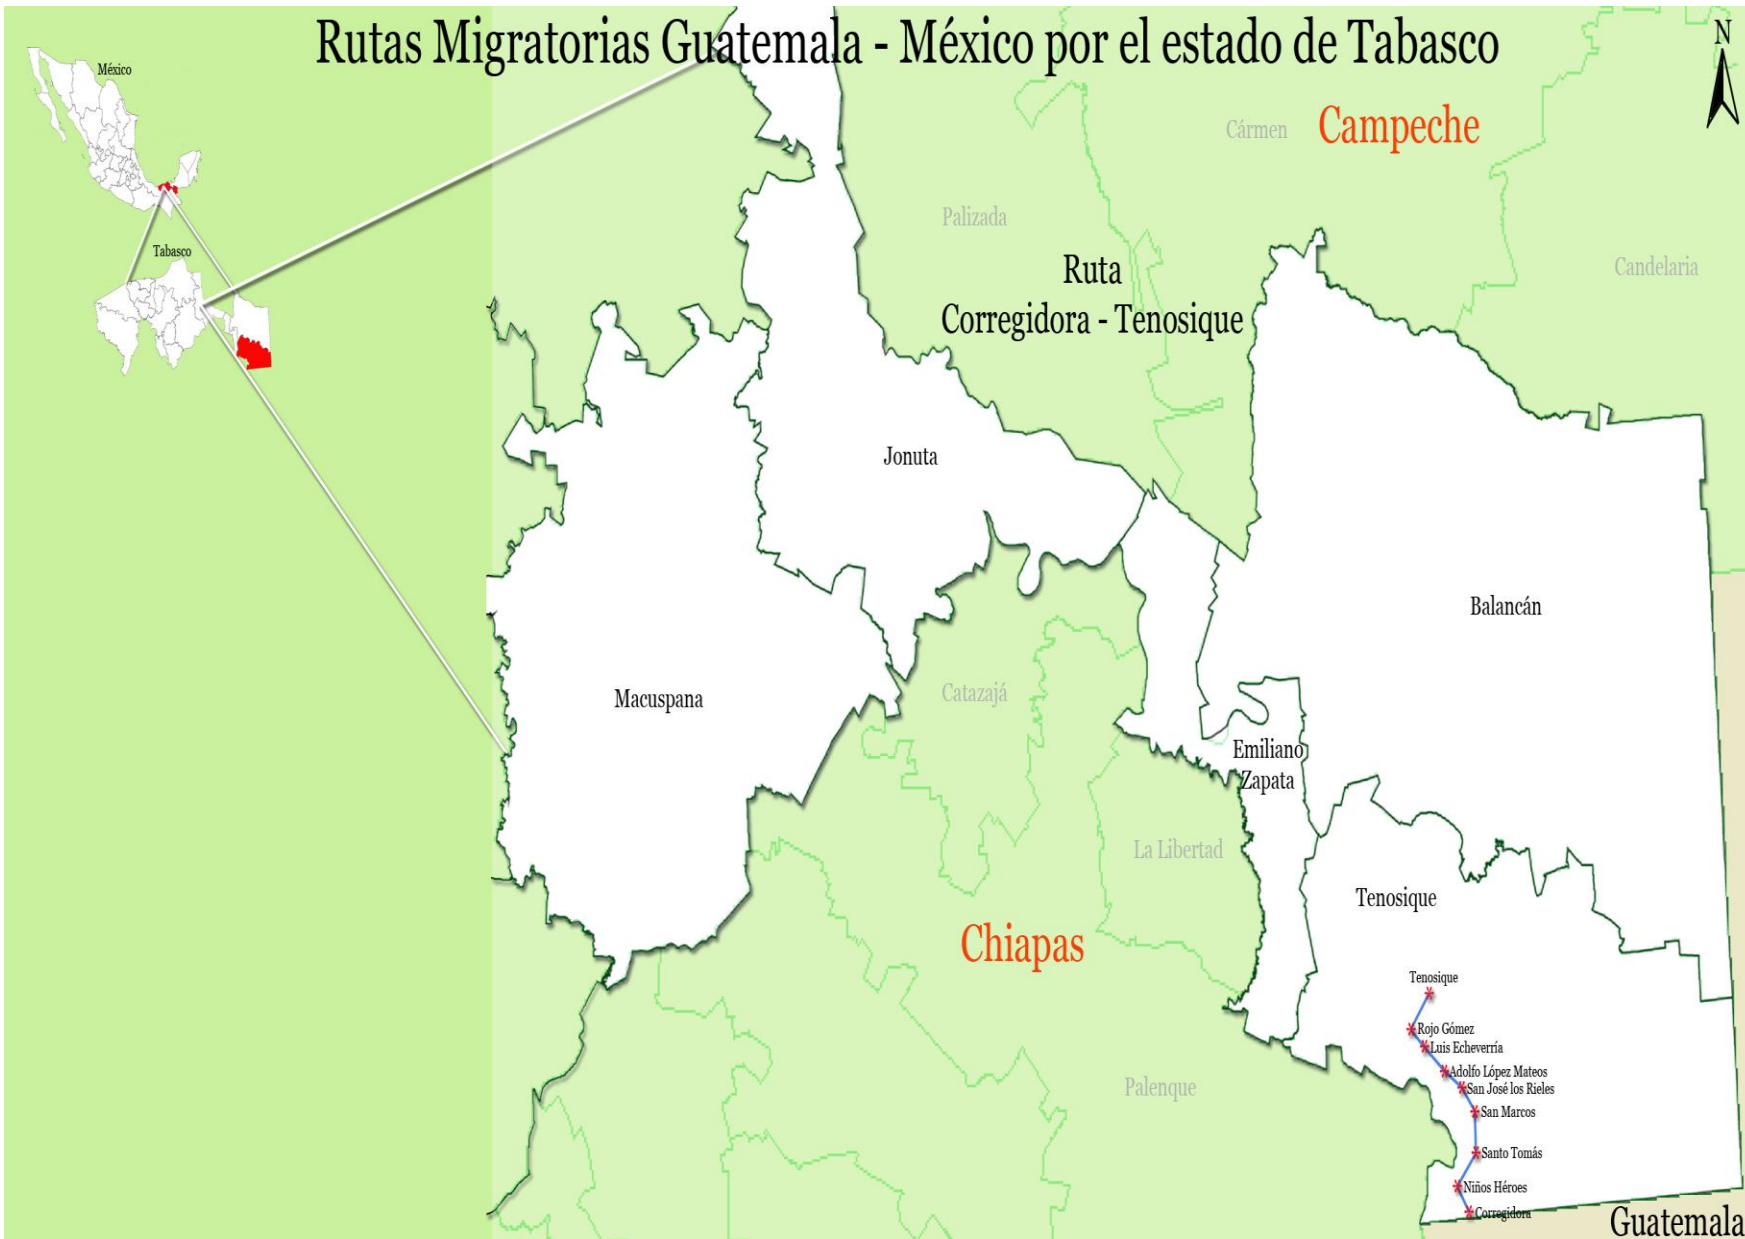 Rutas Migratorias Guatemala - México por el estado de Tabasco
N
México
Cármen
Campeche
Palizada
Tabasco
Ruta
Corregidora - Tenosique
Candelaria
Jonuta
Balancán
Macuspana
Catazajá
Emiliano
Zapata
La Libertad
Tenosique
Chiapas
Tenosique
Rojo Gómez
Luis Echeverría
Adolfo López Mateos
San José los Rieles
Palenque
San Marcos
Santo Tomás
Niños Héroes
Corregidora
Guatemala